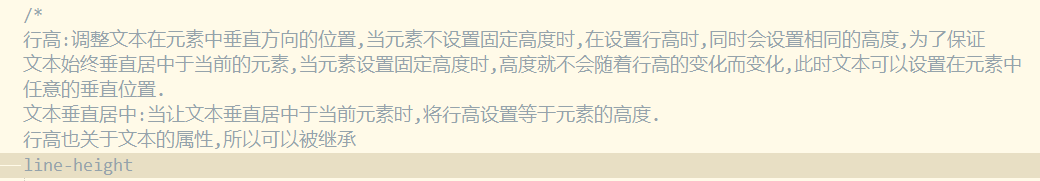 /*
行高:调整文本在元素中垂直方向的位置,当元素不设置固定高度时,在设置行高时,同时会设置相同的高度,为了保证
文本始终垂直居中于当前的元素,当元素设置固定高度时,高度就不会随着行高的变化而变化,此时文本可以设置在元素中
任意的垂直位置.
文本垂直居中:当让文本垂直居中于当前元素时,将行高设置等于元素的高度.
行高也关于文本的属性,所以可以被继承
line-height